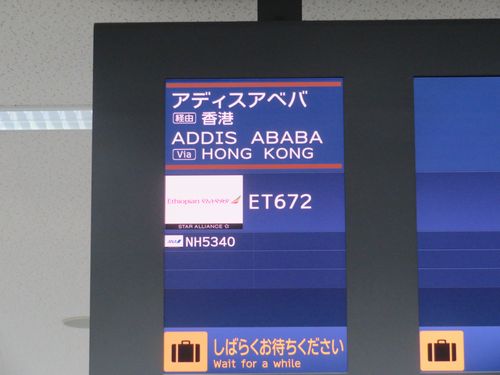 アディスアベバ
経由 香港
ADDIS ABABA
Via HONG KONG
Ethiopian
STAR ALLIANCE
ET672
ANA NH5340
しばらくお待ちください
Wait for a while